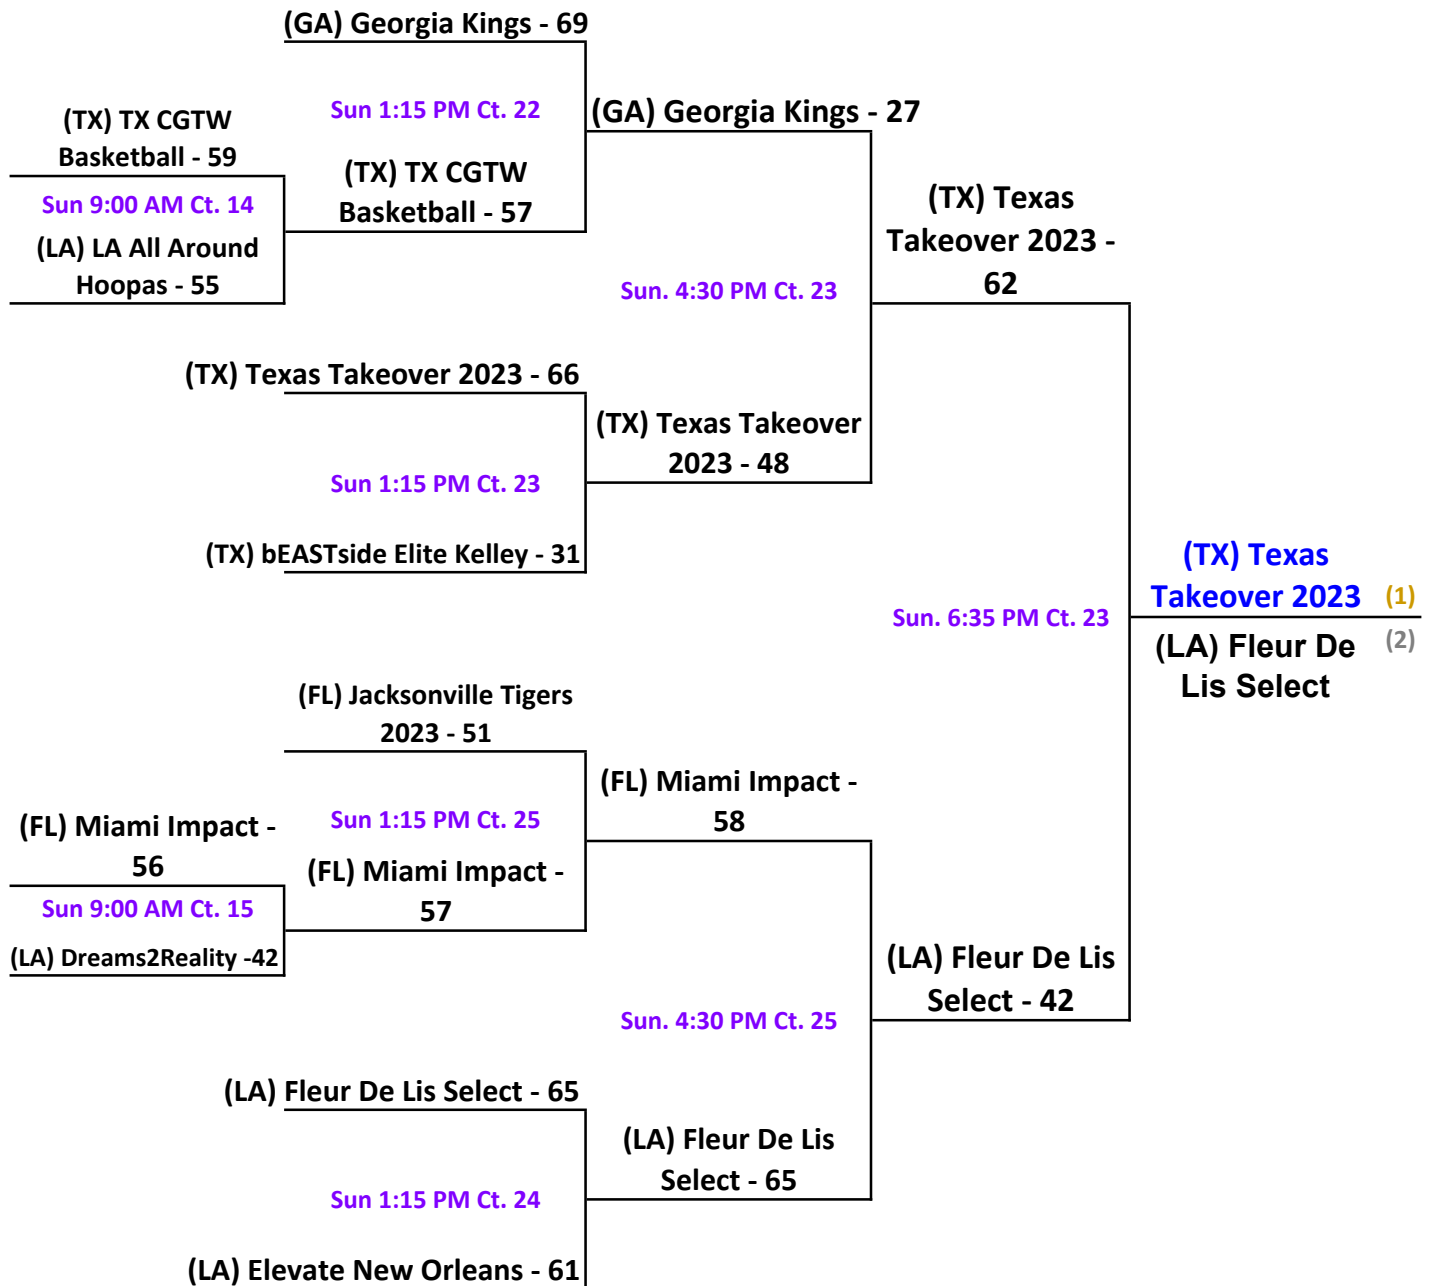 (GA) Georgia Kings - 69
Sun 1:15 PM Ct. 22
(TX) TX CGTW
Basketball - 59
(GA) Georgia Kings - 27
(TX) TX CGTW
Basketball - 57
Sun 9:00 AM Ct. 14
(LA) LA All Around
Hoopas - 55
(TX) Texas
Takeover 2023 -
62
Sun. 4:30 PM Ct. 23
(TX) Texas Takeover 2023 - 66
(TX) Texas Takeover
2023 - 48
Sun 1:15 PM Ct. 23
(TX) bEASTside Elite Kelley - 31
(TX) Texas
Takeover 2023 (1)
Sun. 6:35 PM Ct. 23
(LA) Fleur De (2)
Lis Select
(FL) Jacksonville Tigers
2023 - 51
(FL) Miami Impact -
58
Sun 1:15 PM Ct. 25
(FL) Miami Impact -
56
(FL) Miami Impact -
57
Sun 9:00 AM Ct. 15
(LA) Dreams2Reality -42
(LA) Fleur De Lis
Select - 42
Sun. 4:30 PM Ct. 25
(LA) Fleur De Lis Select - 65
(LA) Fleur De Lis
Select - 65
Sun 1:15 PM Ct. 24
(LA) Elevate New Orleans - 61